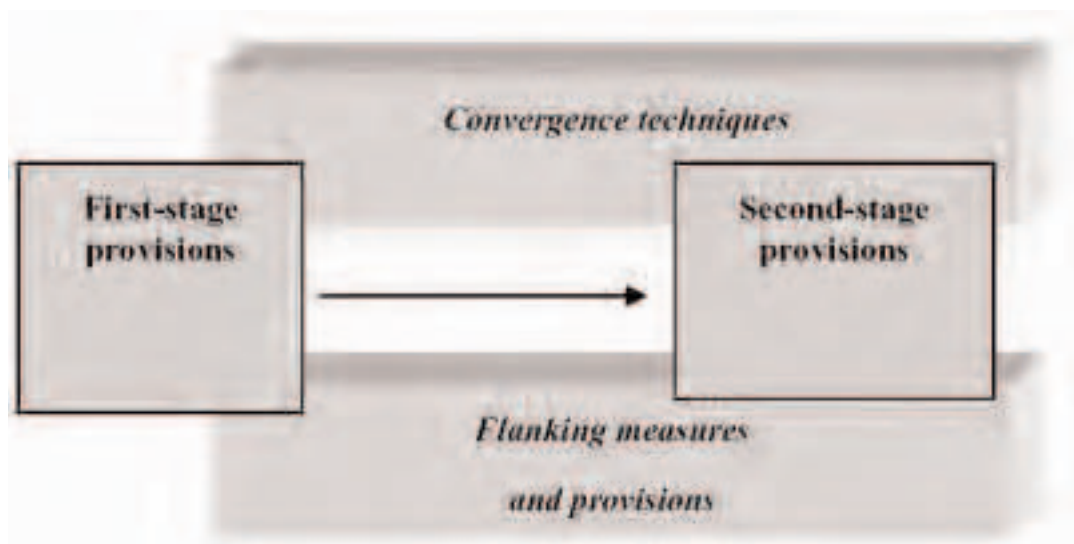 Convergence techniques
First-stage
provisions
Second-stage
provisions
Flanking measures
and provisions